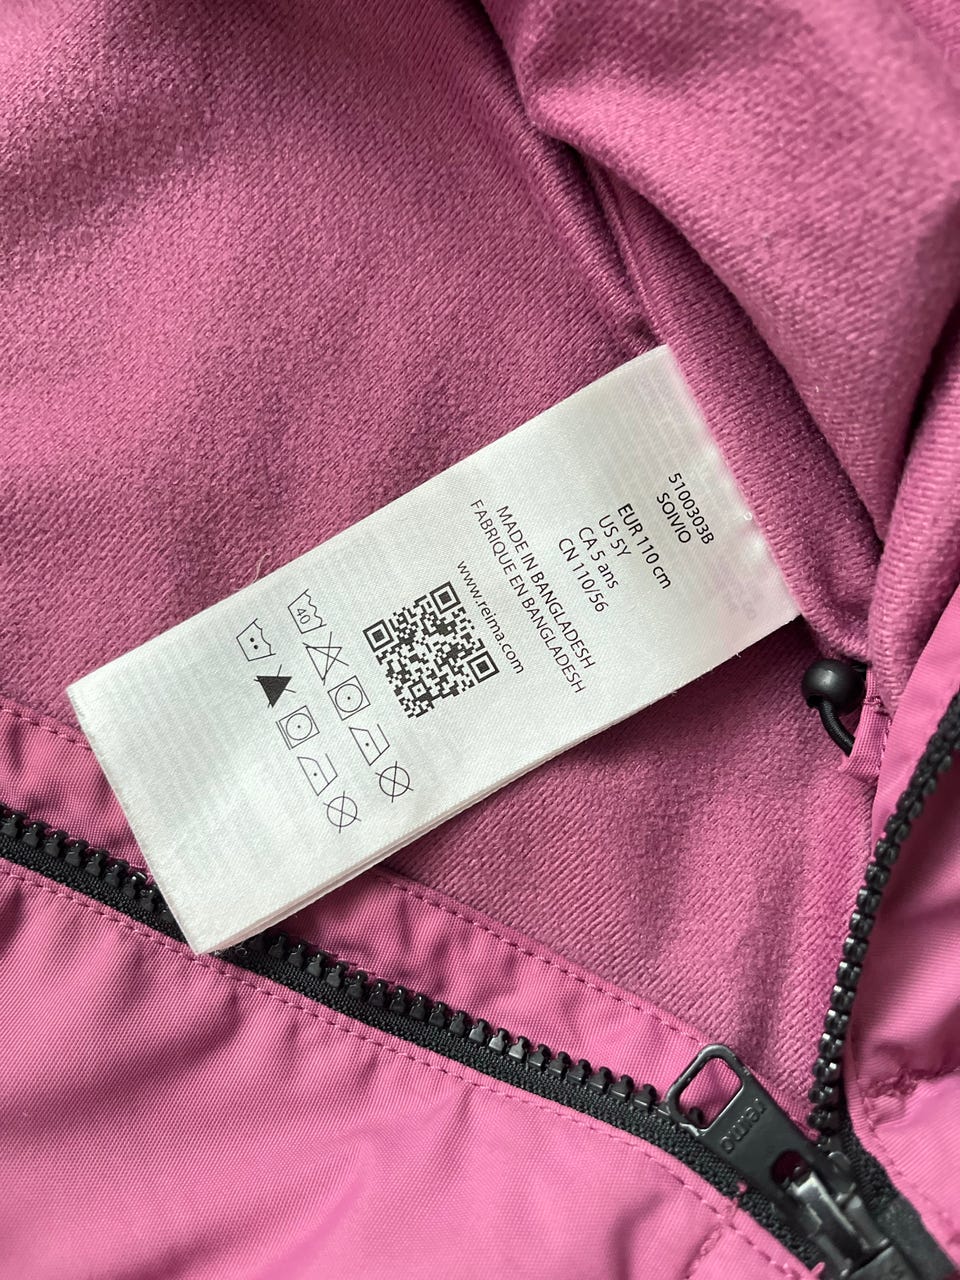 5100303B
SOIVIO
EUR 110 cm
US 5Y
CA 5 ans
CN 110/56
MADE IN BANGLADESH
FABRIQUE EN BANGLADESH
www.reima.com
40
reima